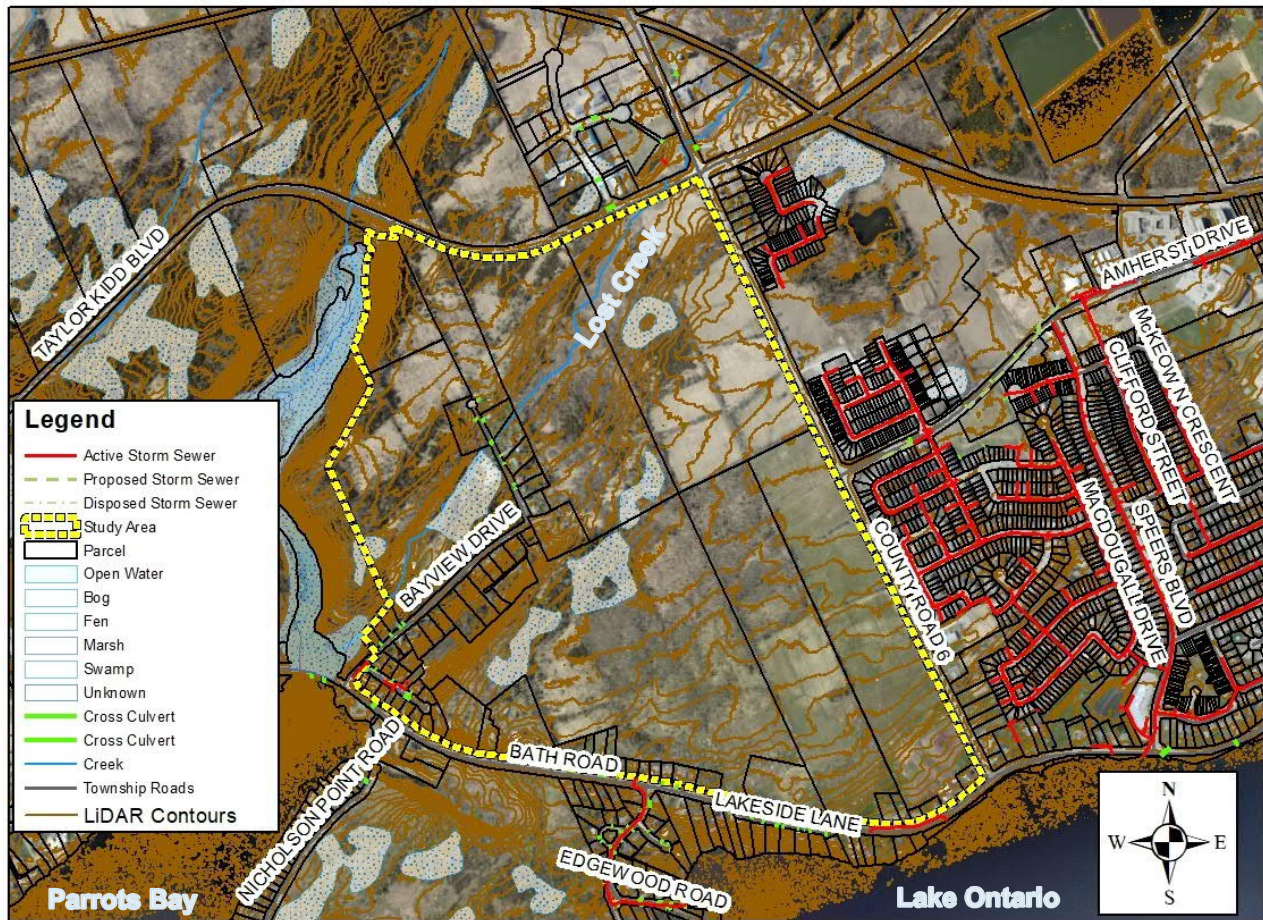 TAYLOR KIDD BLVD
Lost Creek
AMHERST DRIVE
McKEOWN CRESCENT
CLIFFORD STREET
SPEERS BLVD
MACDOUGALL DRIVE
COUNTY ROAD 6
BAYVIEW DRIVE
BATH ROAD
LAKESIDE LANE
NICHOLSON POINT ROAD
EDGEWOOD ROAD
Parrots Bay
Lake Ontario
Legend
Active Storm Sewer
Proposed Storm Sewer
Disposed Storm Sewer
Study Area
Parcel
Open Water
Bog
Fen
Marsh
Swamp
Unknown
Cross Culvert
Cross Culvert
Creek
Township Roads
LiDAR Contours
N
W
E
S